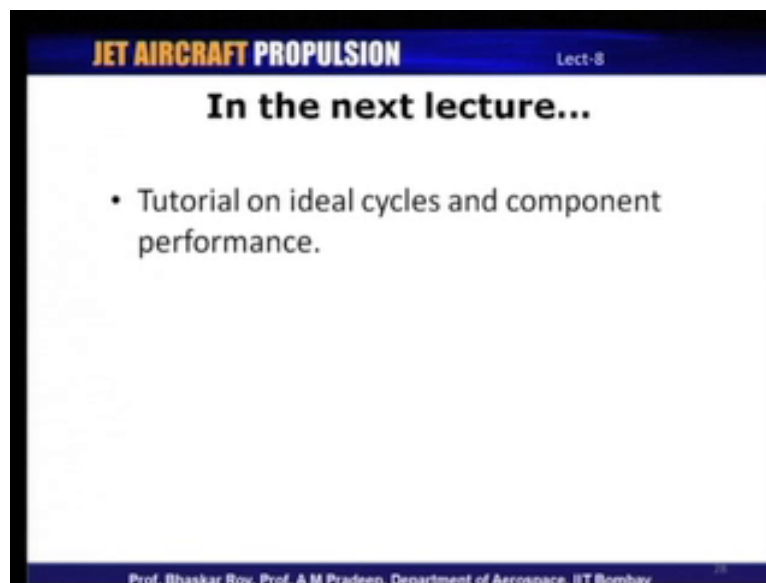 JET AIRCRAFT PROPULSION Lect-8
In the next lecture...
• Tutorial on ideal cycles and component
performance.
Prof. Bhaskar Roy, Prof. A M Pradeep, Department of Aerospace, IIT Bombay